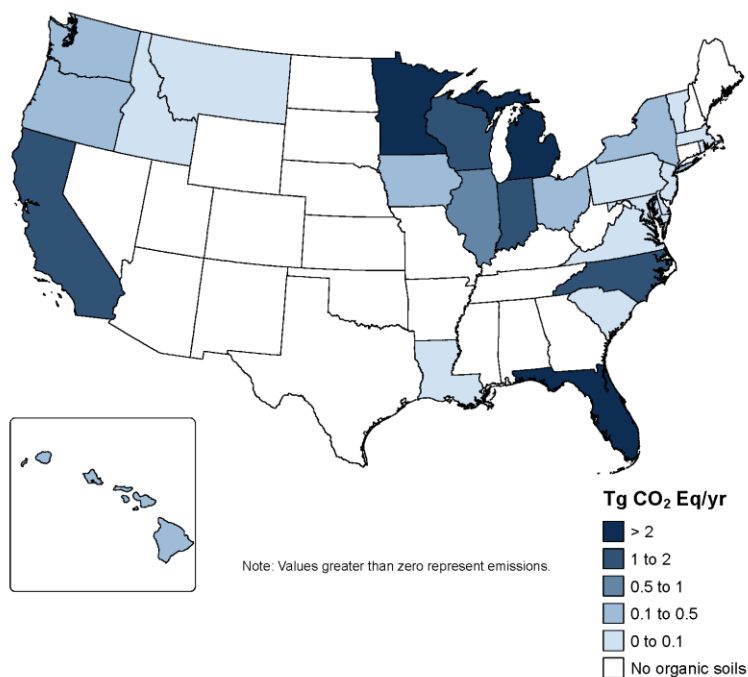 Tg CO₂ Eq/yr
> 2
1 to 2
0.5 to 1
0.1 to 0.5
0 to 0.1
No organic soils
Note: Values greater than zero represent emissions.